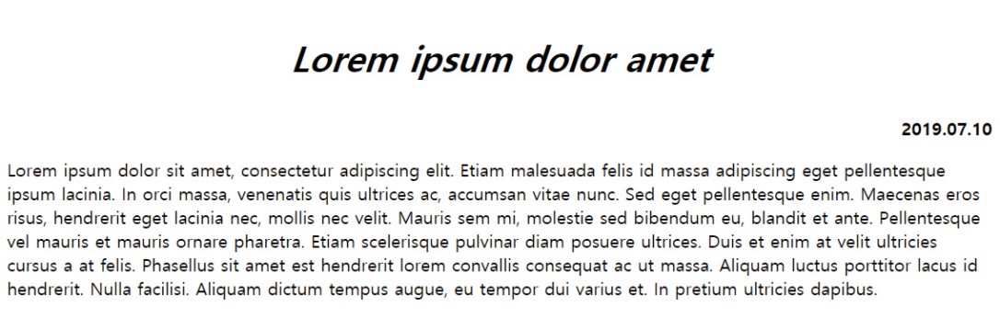 Lorem ipsum dolor amet
2019.07.10
Lorem ipsum dolor sit amet, consectetur adipiscing elit. Etiam malesuada felis id massa adipiscing eget pellentesque
ipsum lacinia. In orci massa, venenatis quis ultrices ac, accumsan vitae nunc. Sed eget pellentesque enim. Maecenas eros
risus, hendrerit eget lacinia nec, mollis nec velit. Mauris sem mi, molestie sed bibendum eu, blandit et ante. Pellentesque
vel mauris et mauris ornare pharetra. Etiam scelerisque pulvinar diam posuere ultrices. Duis et enim at velit ultricies
cursus a at felis. Phasellus sit amet est hendrerit lorem convallis consequat ac ut massa. Aliquam luctus porttitor lacus id
hendrerit. Nulla facilisi. Aliquam dictum tempus augue, eu tempor dui varius et. In pretium ultricies dapibus.